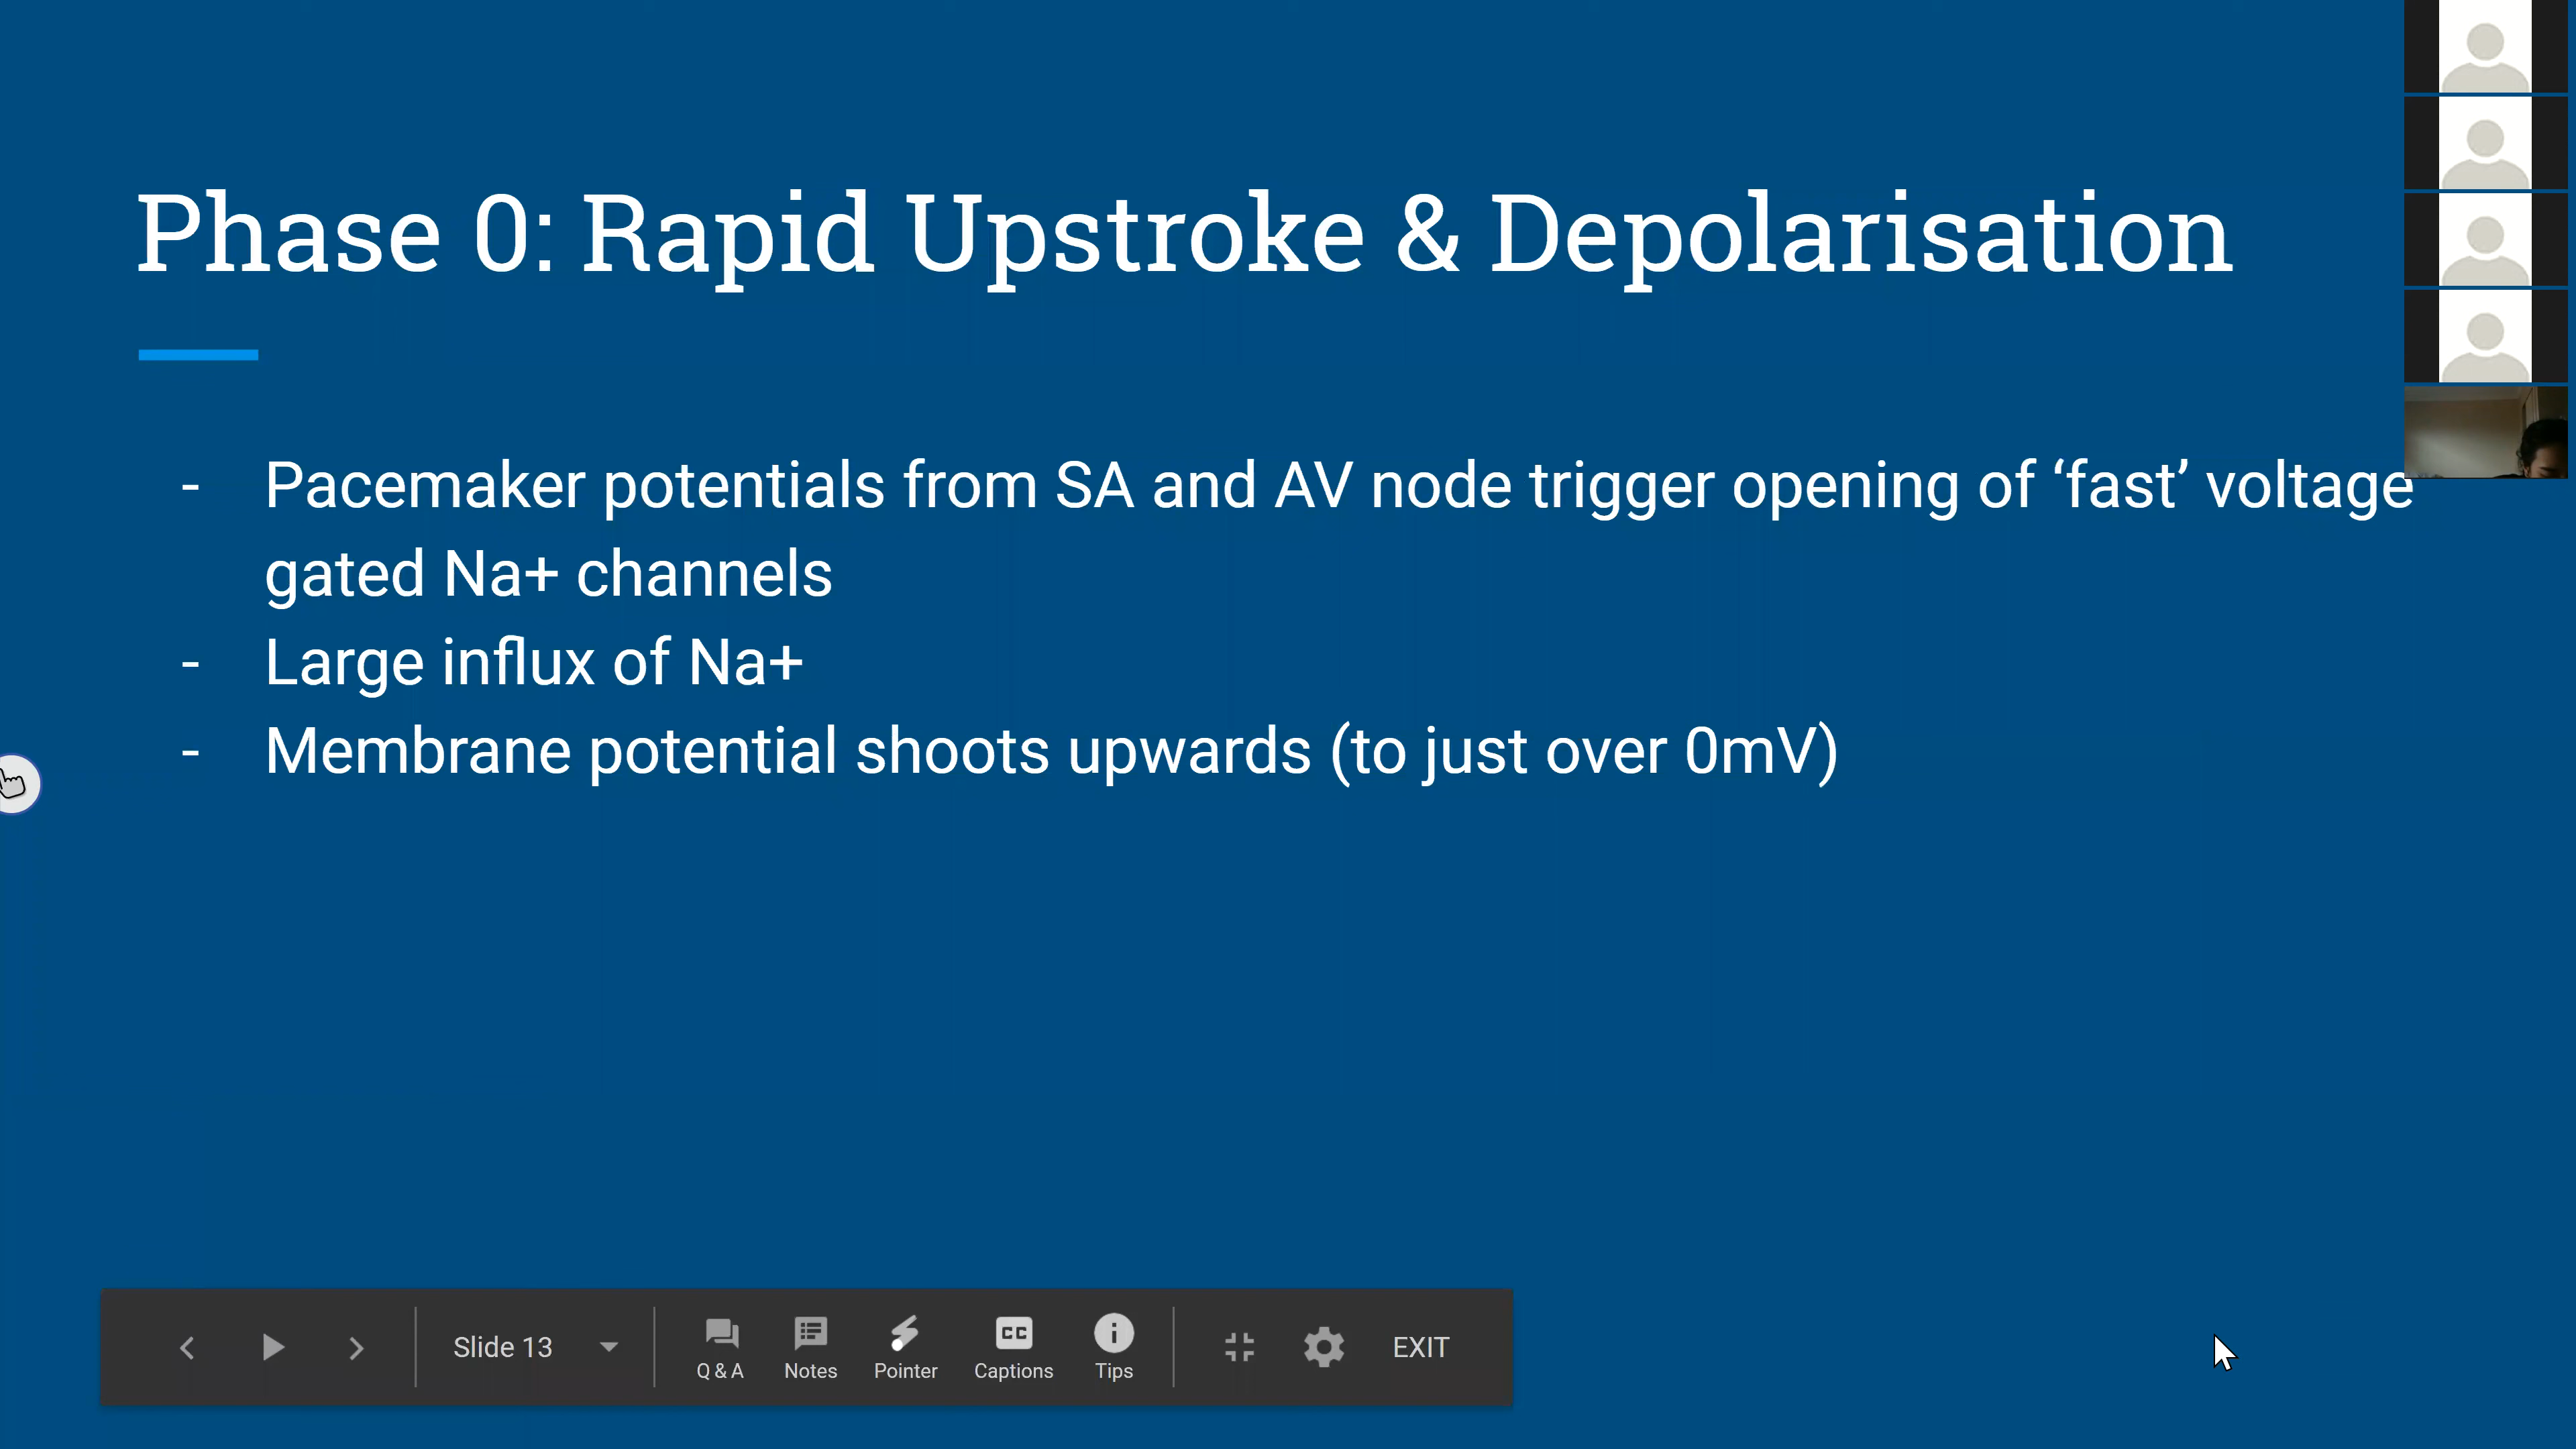 Phase 0: Rapid Upstroke & Depolarisation
- Pacemaker potentials from SA and AV node trigger opening of ‘fast’ voltage
gated Na+ channels
- Large influx of Na+
- Membrane potential shoots upwards (to just over 0mV)
Slide 13
Q & A
Notes
Pointer
CC
Captions
Tips
EXIT